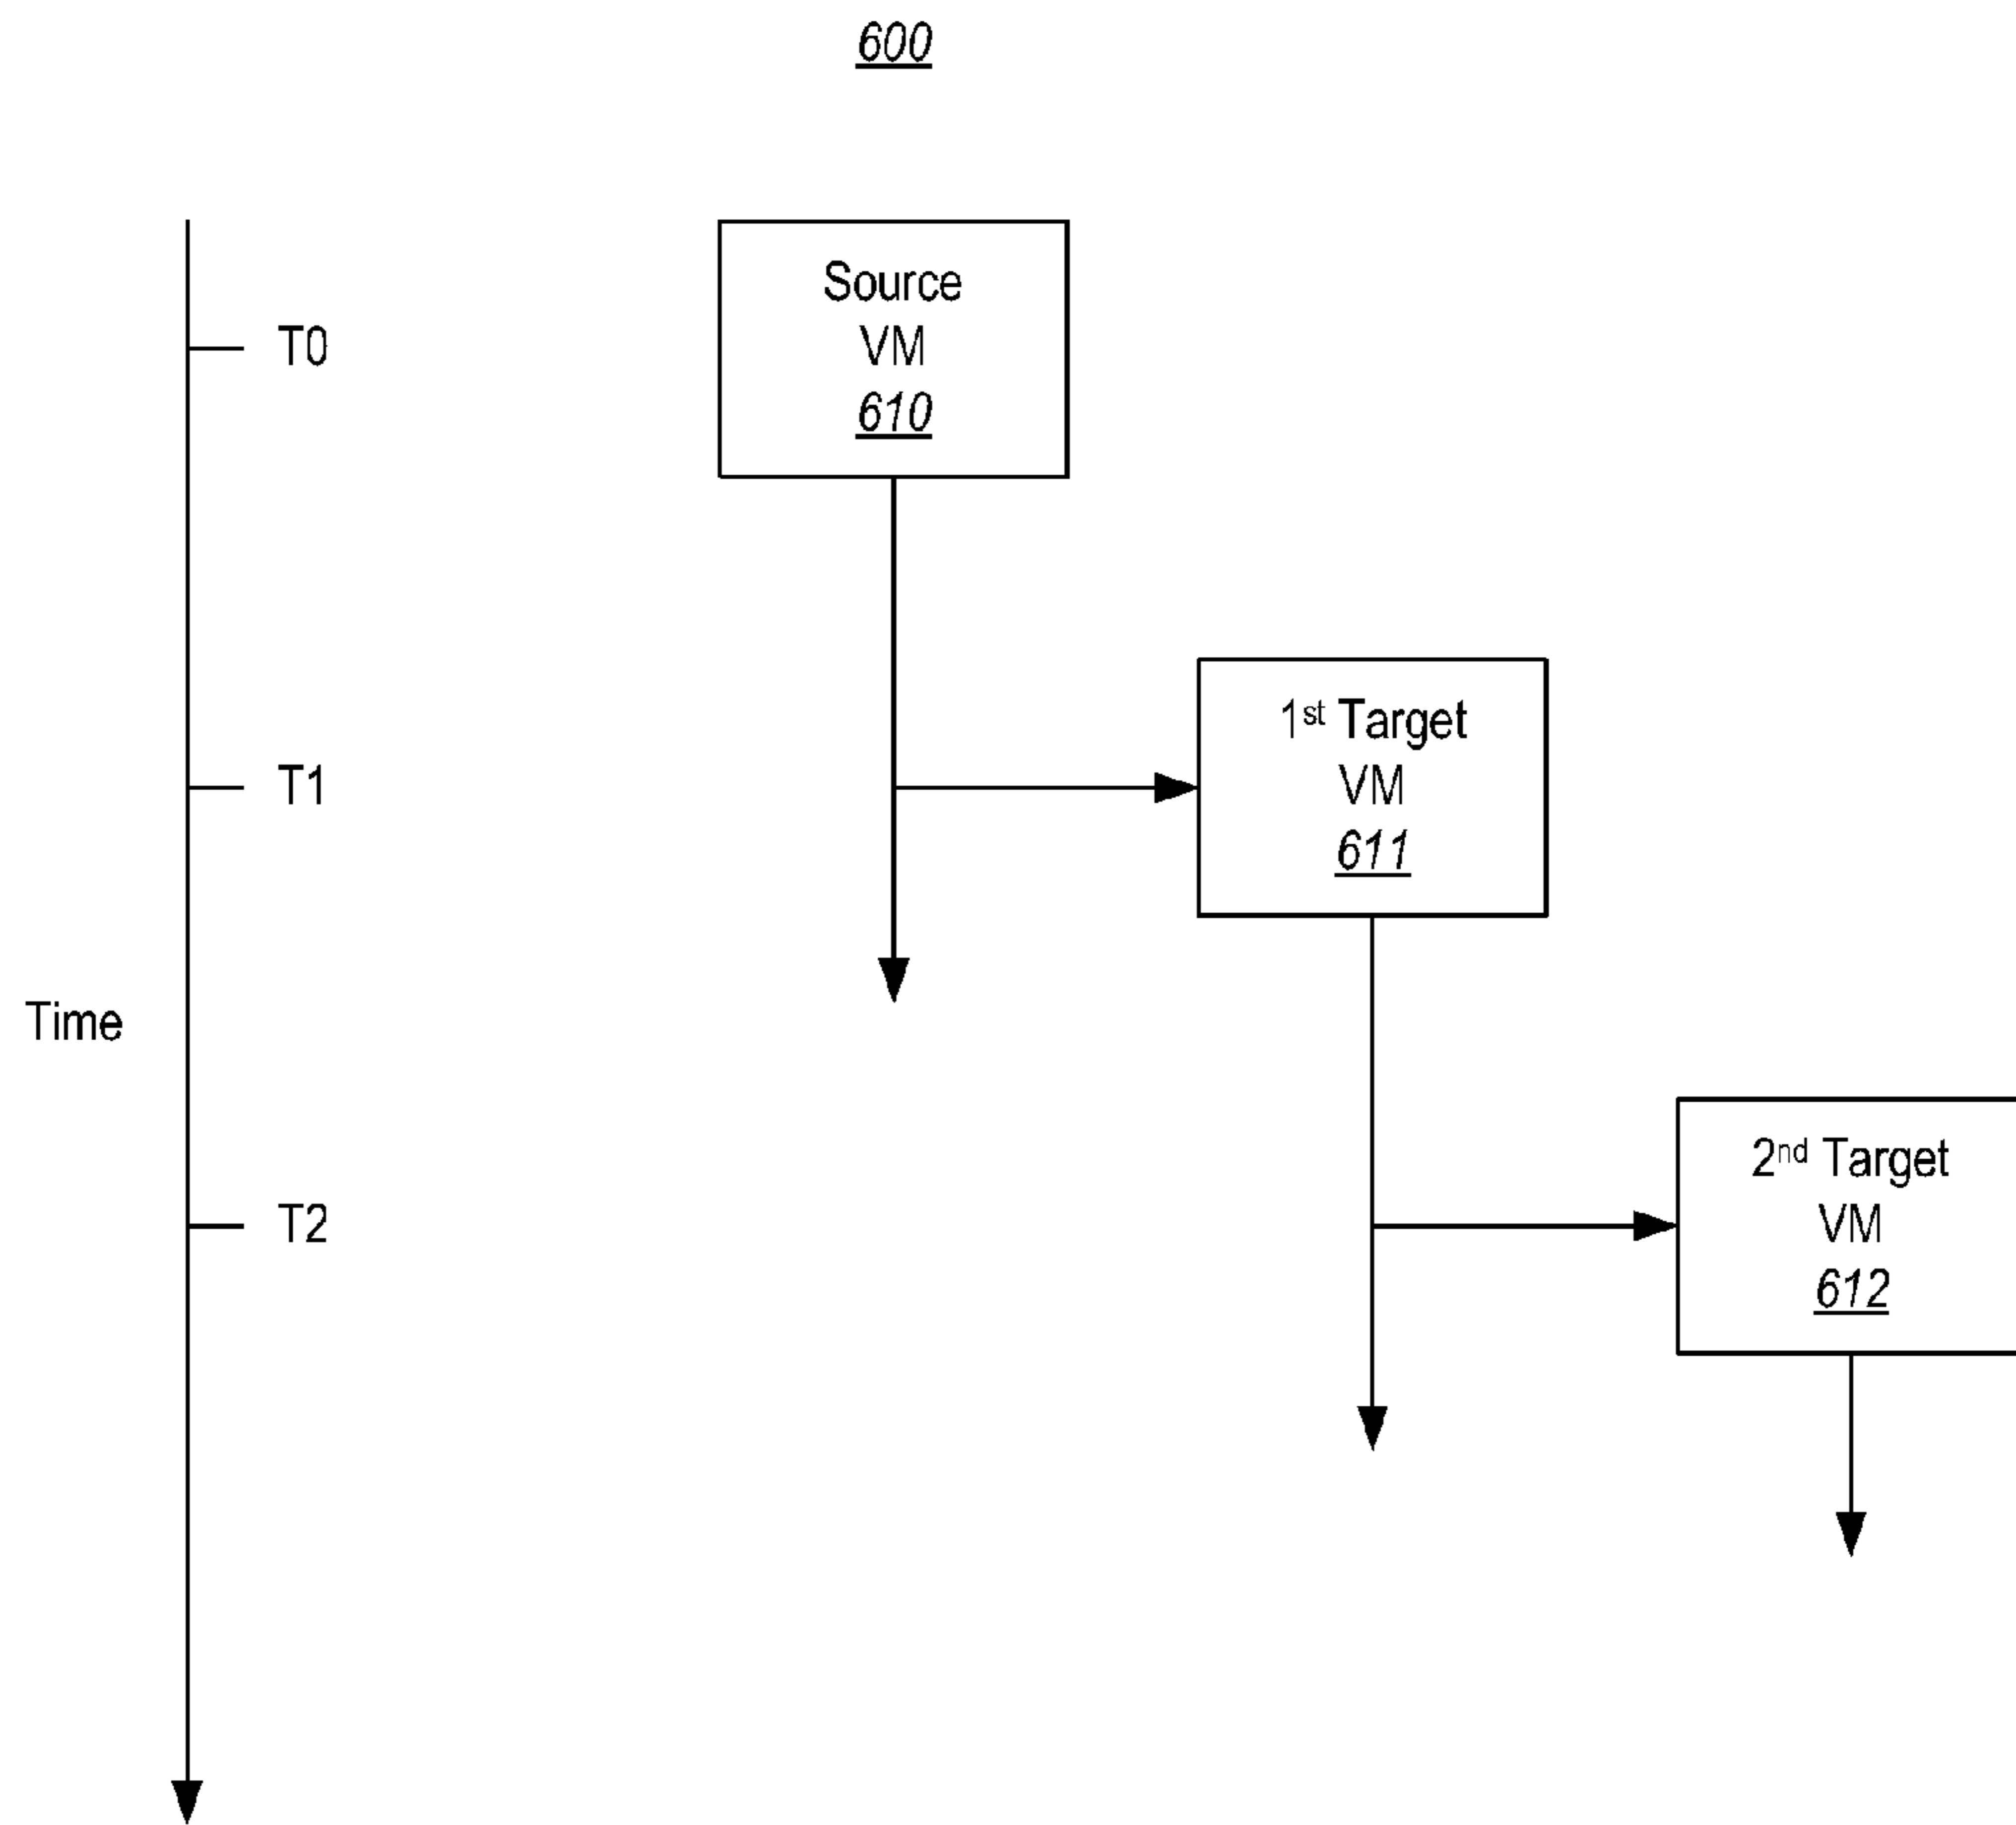 600
Source
VM
610
T0
1st Target
VM
611
T1
Time
2nd Target
VM
612
T2